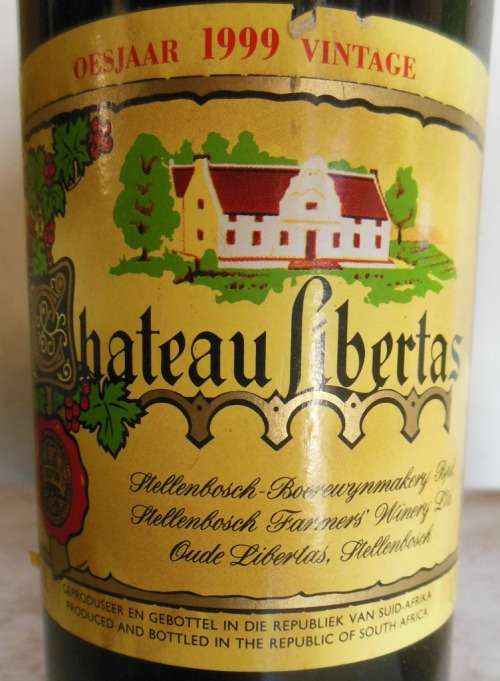 OESJAAR 1999 VINTAGE
Chateau Libertas
Stellenbosch-Boerewynmakery Bpk.
Stellenbosch Farmers' Winery Ltd.
Oude Libertas, Stellenbosch
GEPRODUSEER EN GEBOTTEL IN DIE REPUBLIEK VAN SUID-AFRIKA
PRODUCED AND BOTTLED IN THE REPUBLIC OF SOUTH AFRICA